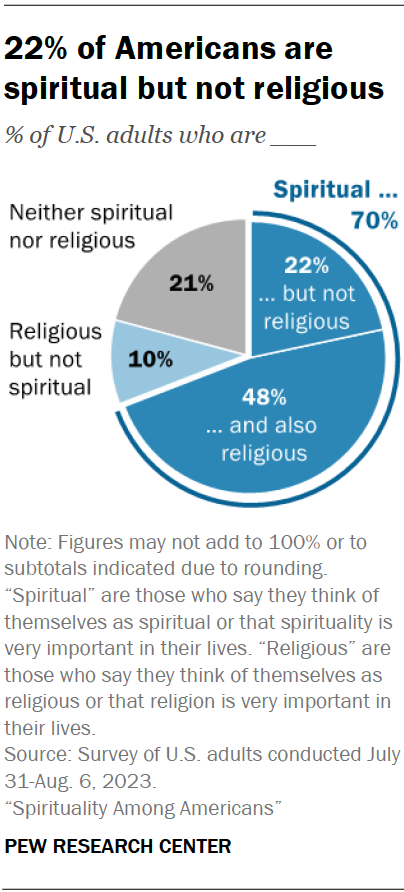 22% of Americans are
spiritual but not religious
% of U.S. adults who are ___
Spiritual ...
70%
Neither spiritual
nor religious
21%
22%
... but not
religious
Religious
but not
spiritual
10%
48%
... and also
religious
Note: Figures may not add to 100% or to
subtotals indicated due to rounding.
“Spiritual” are those who say they think of
themselves as spiritual or that spirituality is
very important in their lives. “Religious” are
those who say they think of themselves as
religious or that religion is very important in
their lives.
Source: Survey of U.S. adults conducted July
31-Aug. 6, 2023.
“Spirituality Among Americans”
PEW RESEARCH CENTER